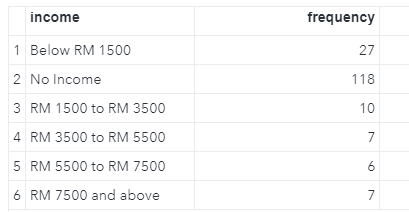 income frequency
1 Below RM 1500 27
2 No Income 118
3 RM 1500 to RM 3500 10
4 RM 3500 to RM 5500 7
5 RM 5500 to RM 7500 6
6 RM 7500 and above 7